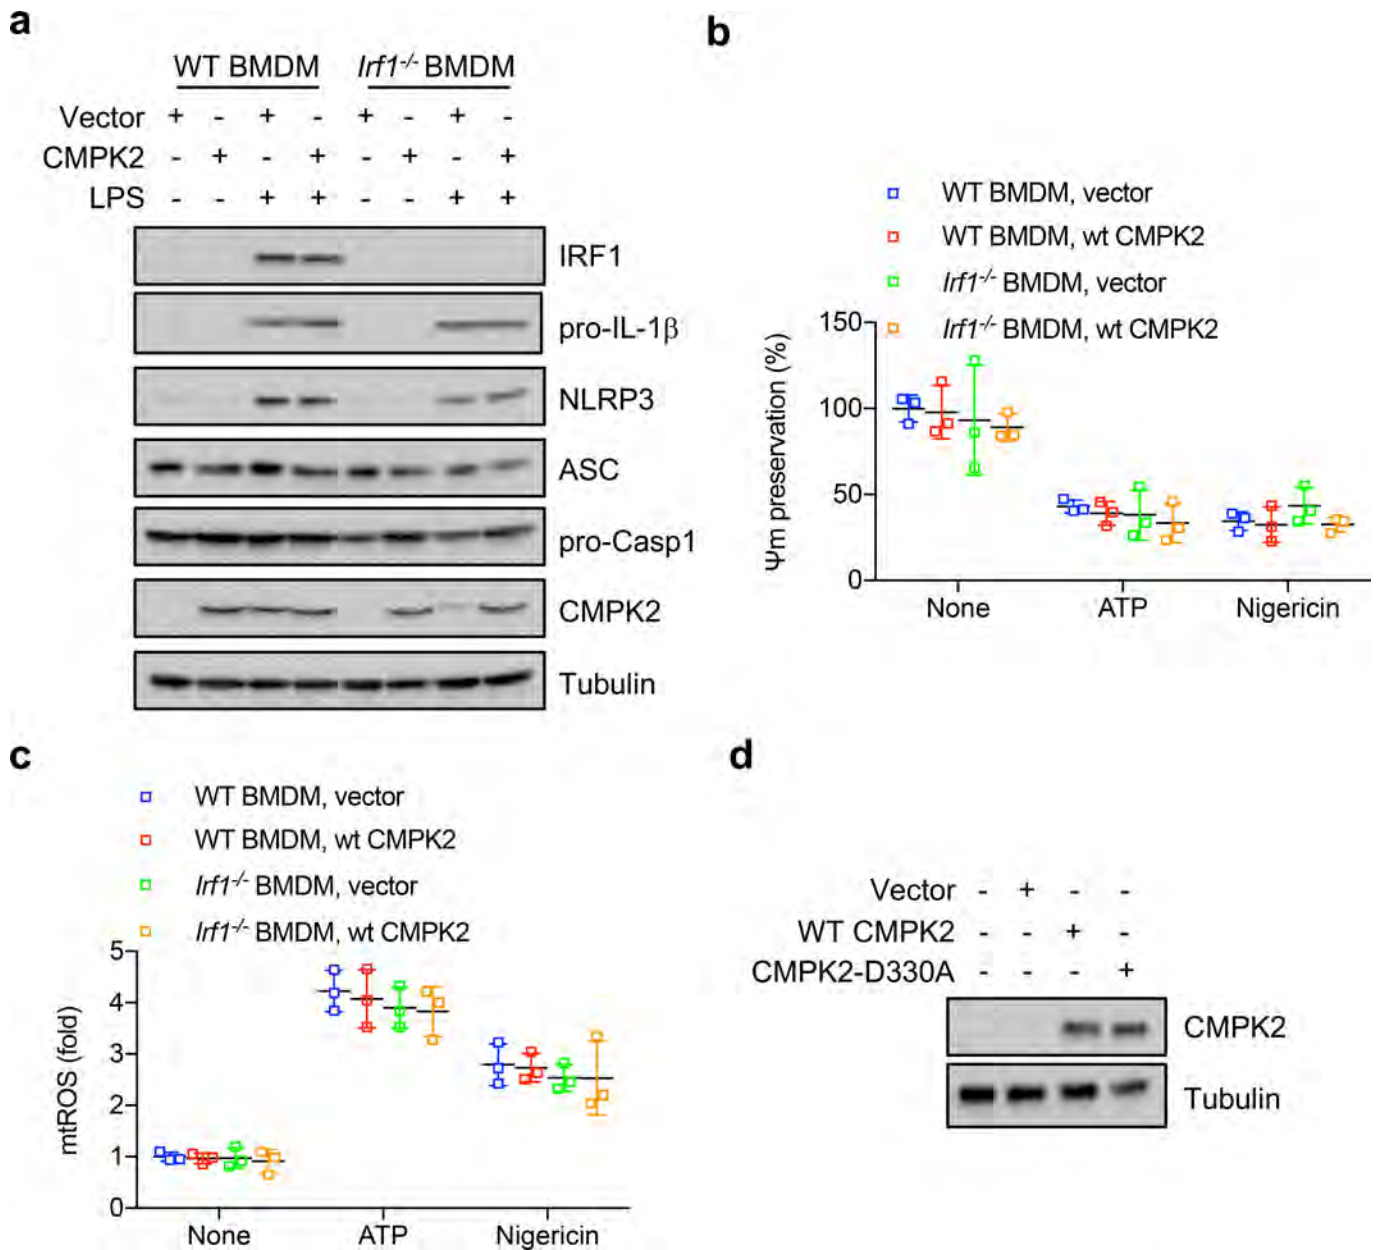 a
WT BMDM Irf1-/- BMDM
Vector + - + - + - + -
CMPK2 - + - + - + - +
LPS - - + + - - + +
IRF1
pro-IL-1β
NLRP3
ASC
pro-Casp1
CMPK2
Tubulin
b
WT BMDM, vector
WT BMDM, wt CMPK2
Irf1-/- BMDM, vector
Irf1-/- BMDM, wt CMPK2
Ψm preservation (%)
150
100
50
0
None ATP Nigericin
c
WT BMDM, vector
WT BMDM, wt CMPK2
Irf1-/- BMDM, vector
Irf1-/- BMDM, wt CMPK2
mtROS (fold)
5
4
3
2
1
0
None ATP Nigericin
d
Vector - + - -
WT CMPK2 - - + -
CMPK2-D330A - - - +
CMPK2
Tubulin